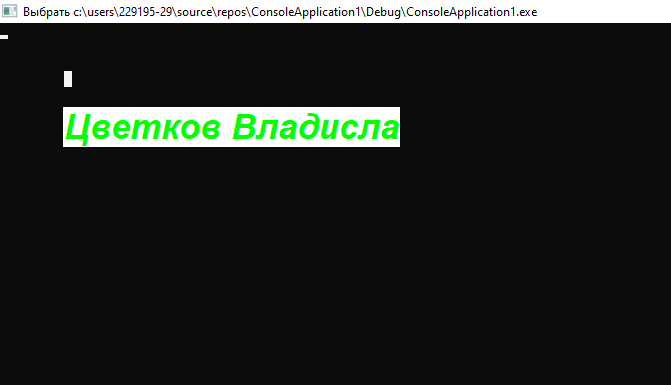 Выбрать c:\users\229195-29\source\repos\ConsoleApplication1\Debug\ConsoleApplication1.exe
Цветков Владисла